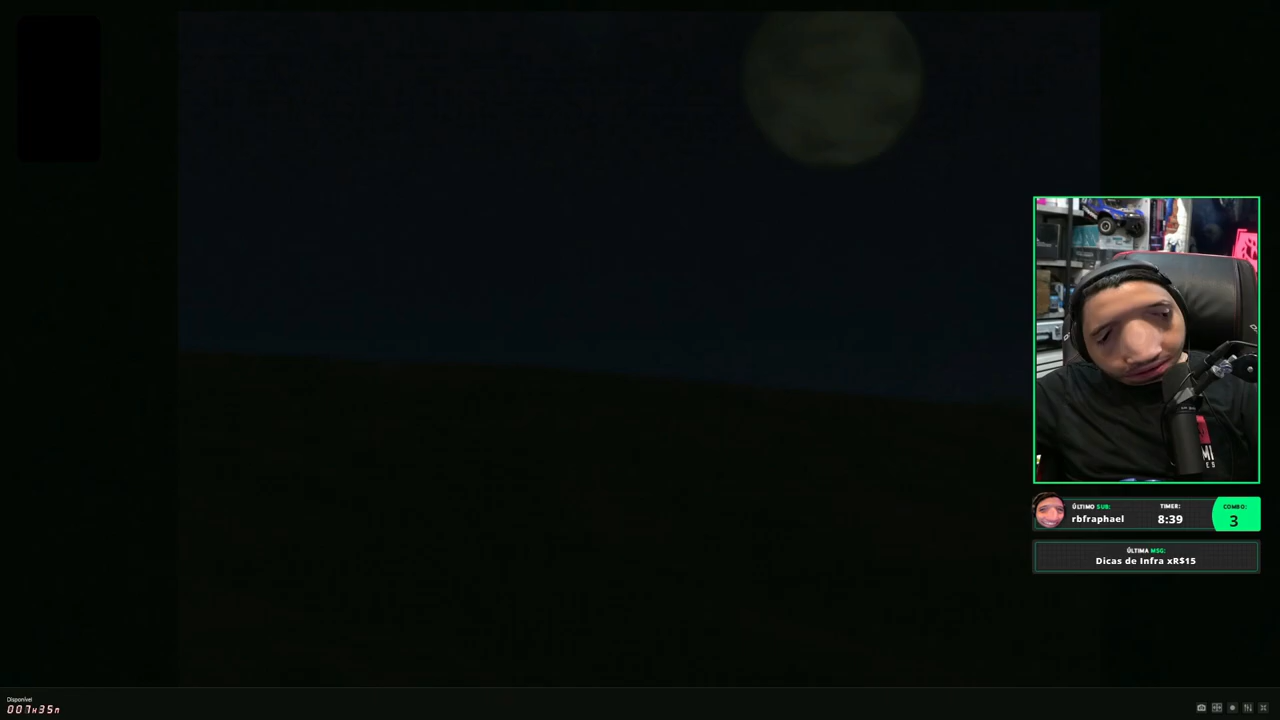 ÚLTIMO SUB:
rbfraphael
TIMER:
8:39
COMBO:
3
ÚLTIMA MSG:
Dicas de Infra xR$15
Disponível
007H35M